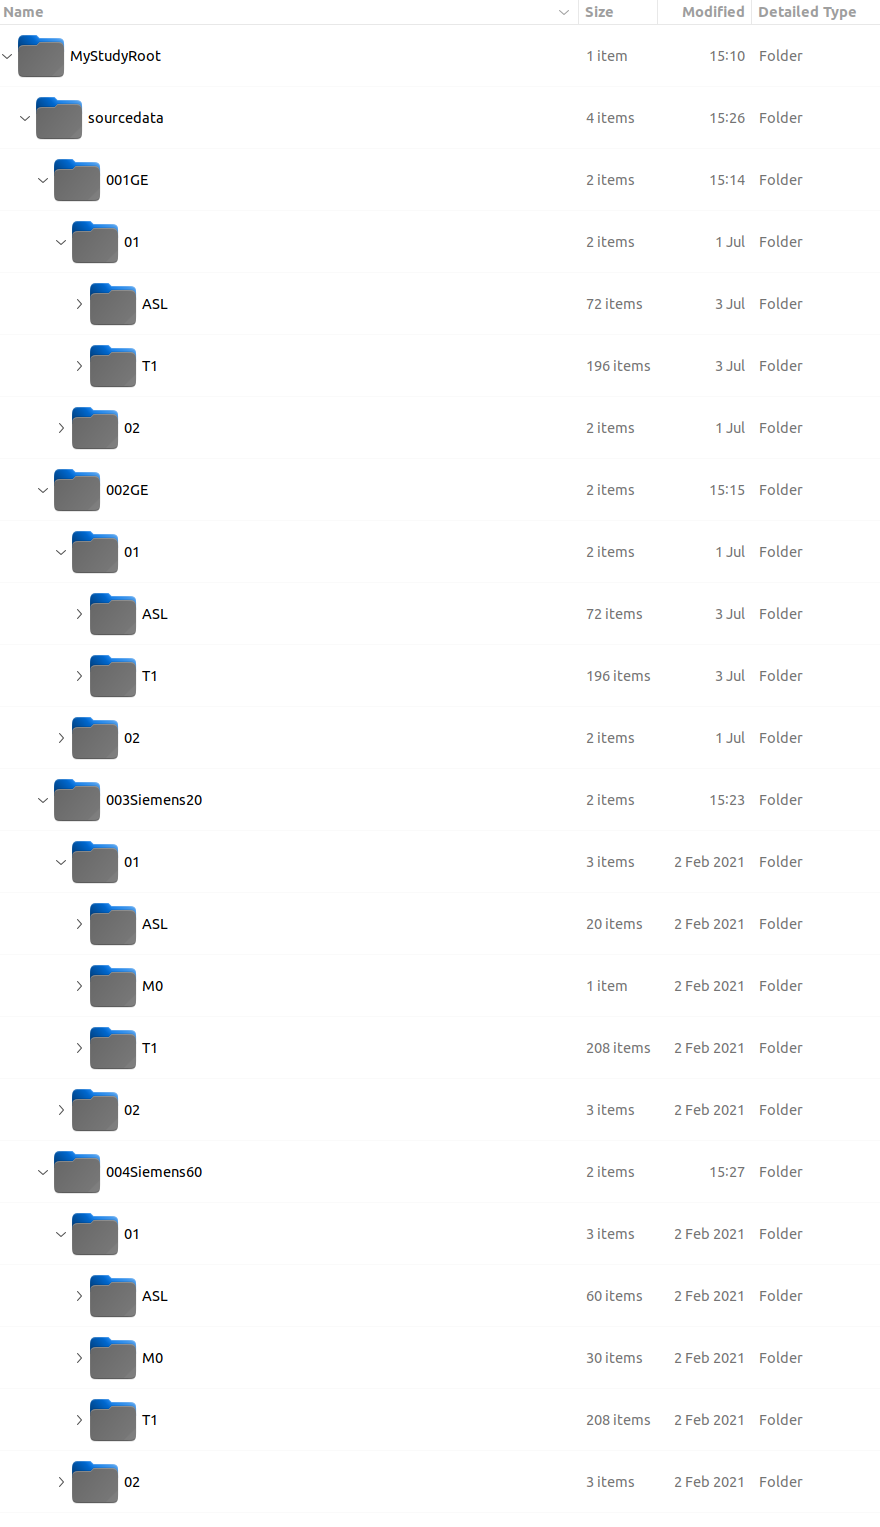 Name Size Modified Detailed Type
MyStudyRoot 1 item 15:10 Folder
sourcedata 4 items 15:26 Folder
001GE 2 items 15:14 Folder
01 2 items 1 Jul Folder
ASL 72 items 3 Jul Folder
T1 196 items 3 Jul Folder
02 2 items 1 Jul Folder
002GE 2 items 15:15 Folder
01 2 items 1 Jul Folder
ASL 72 items 3 Jul Folder
T1 196 items 3 Jul Folder
02 2 items 1 Jul Folder
003Siemens20 2 items 15:23 Folder
01 3 items 2 Feb 2021 Folder
ASL 20 items 2 Feb 2021 Folder
M0 1 item 2 Feb 2021 Folder
T1 208 items 2 Feb 2021 Folder
02 3 items 2 Feb 2021 Folder
004Siemens60 2 items 15:27 Folder
01 3 items 2 Feb 2021 Folder
ASL 60 items 2 Feb 2021 Folder
M0 30 items 2 Feb 2021 Folder
T1 208 items 2 Feb 2021 Folder
02 3 items 2 Feb 2021 Folder